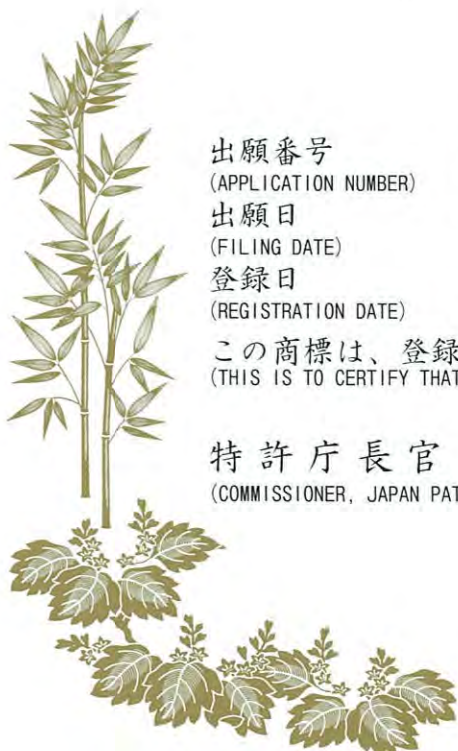 出願番号
(APPLICATION NUMBER)
出願日
(FILING DATE)
登録日
(REGISTRATION DATE)
この商標は、登録
(THIS IS TO CERTIFY THAT
特許庁長官
(COMMISSIONER, JAPAN PAT